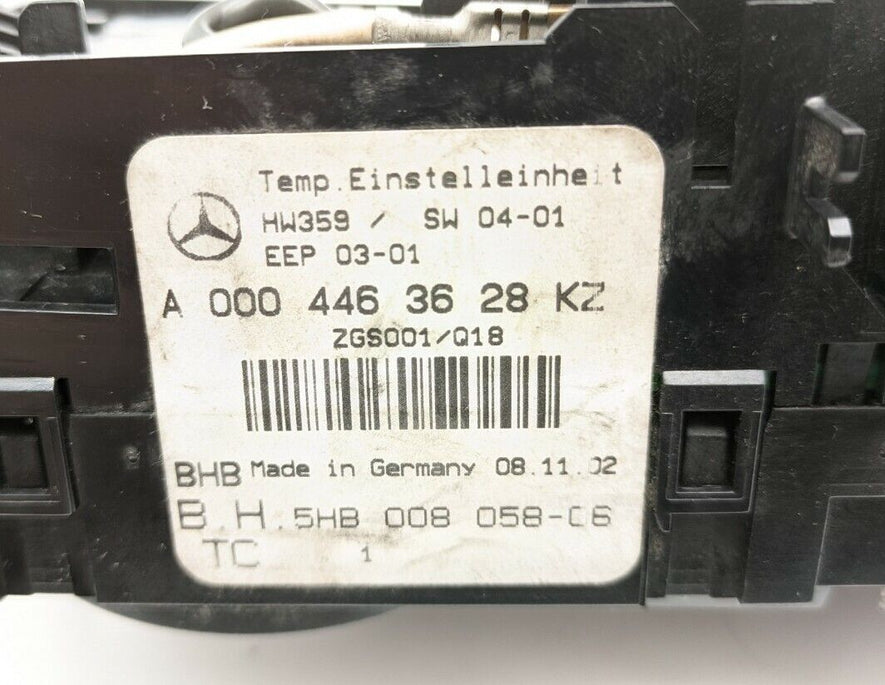 Temp.Einstelleinheit
HW359 / SW 04-01
EEP 03-01
A 000 446 36 28 KZ
ZGS001/Q18
BHB Made in Germany 08.11.02
B.H. 5HB 008 058-06
TC 1